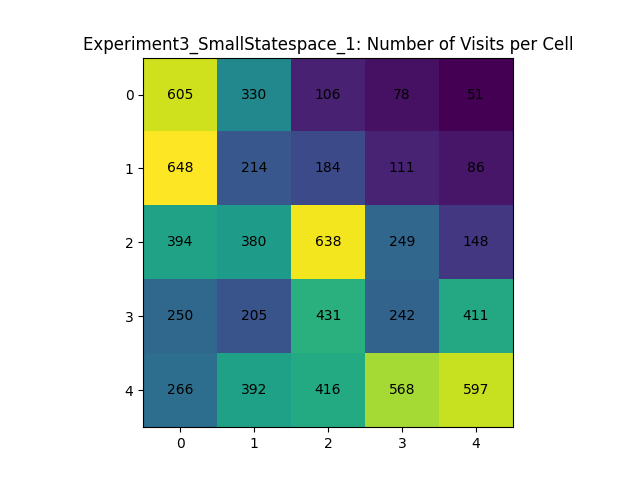 Experiment3_SmallStatespace_1: Number of Visits per Cell
0 605 330 106 78 51
1 648 214 184 111 86
2 394 380 638 249 148
3 250 205 431 242 411
4 266 392 416 568 597
0 1 2 3 4